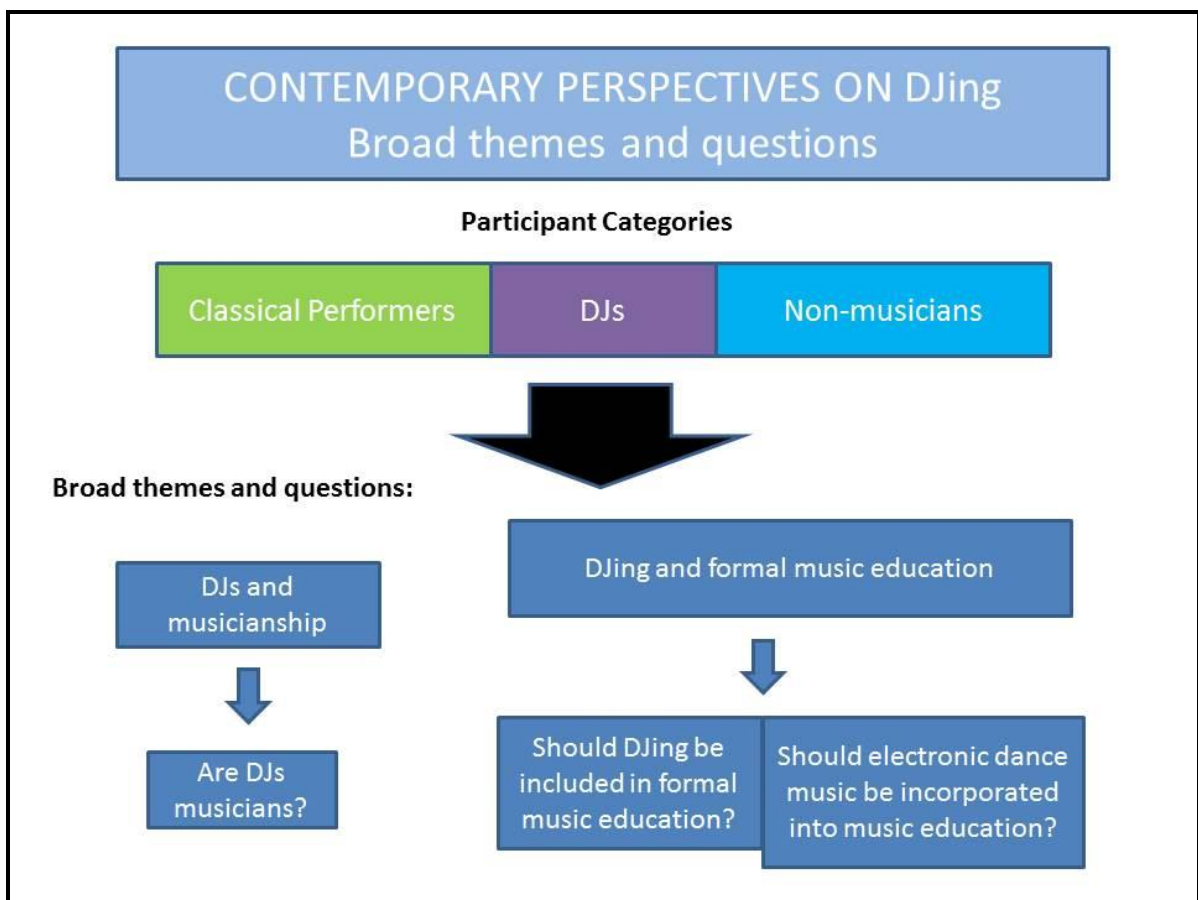 CONTEMPORARY PERSPECTIVES ON DJing
Broad themes and questions
Participant Categories
Classical Performers
DJs
Non-musicians
Broad themes and questions:
DJs and
musicianship
Are DJs
musicians?
DJing and formal music education
Should DJing be
included in formal
music education?
Should electronic dance
music be incorporated
into music education?